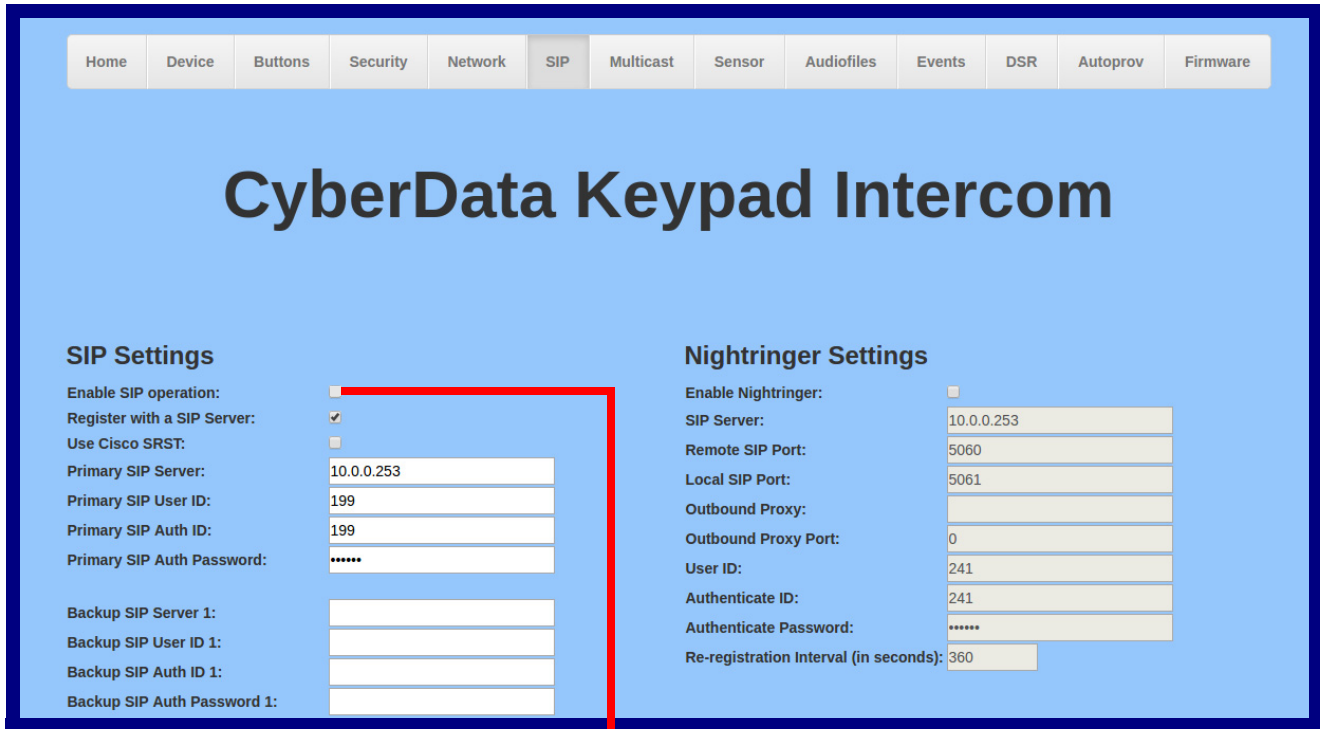 Home Device Buttons Security Network SIP Multicast Sensor Audiofiles Events DSR Autoprov Firmware
CyberData Keypad Intercom
SIP Settings
Enable SIP operation:
Register with a SIP Server:
Use Cisco SRST:
Primary SIP Server: 10.0.0.253
Primary SIP User ID: 199
Primary SIP Auth ID: 199
Primary SIP Auth Password: ••••••
Backup SIP Server 1:
Backup SIP User ID 1:
Backup SIP Auth ID 1:
Backup SIP Auth Password 1:
Nightringer Settings
Enable Nightringer:
SIP Server: 10.0.0.253
Remote SIP Port: 5060
Local SIP Port: 5061
Outbound Proxy:
Outbound Proxy Port: 0
User ID: 241
Authenticate ID: 241
Authenticate Password: ••••••
Re-registration Interval (in seconds): 360